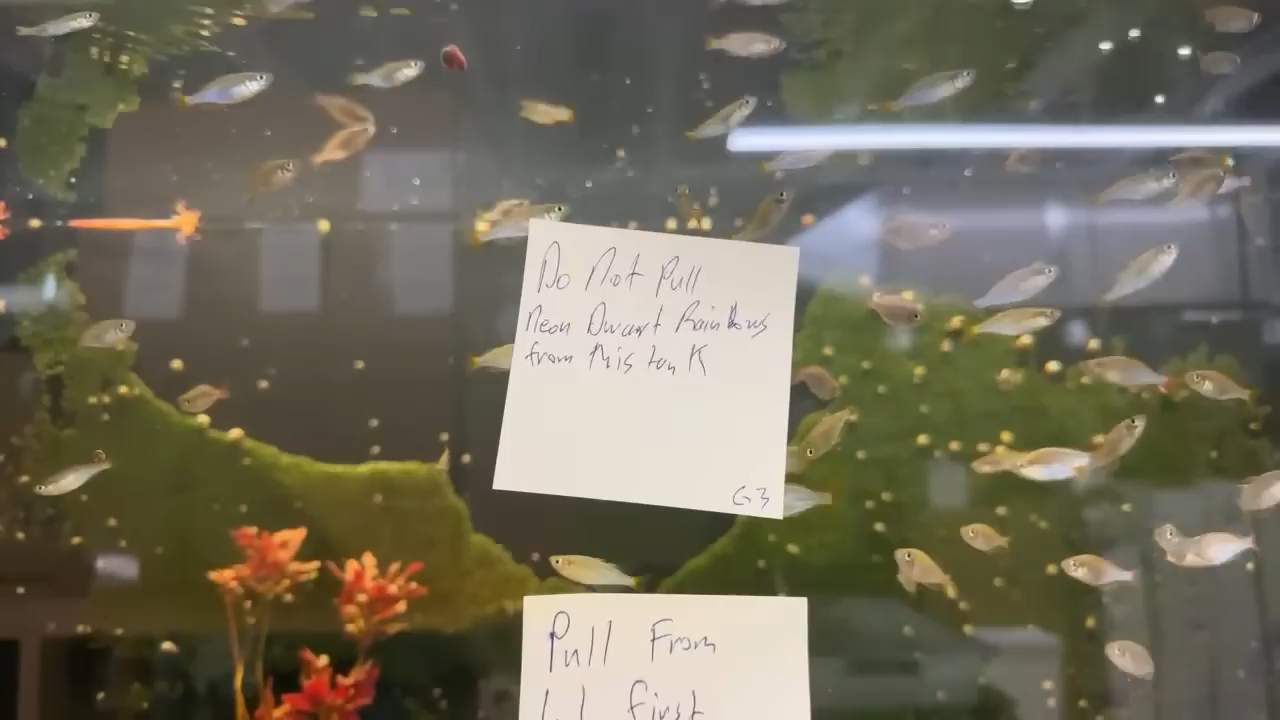 Do Not Pull
Neon Dwarf Rainbows
from this tank
G3
Pull From
first